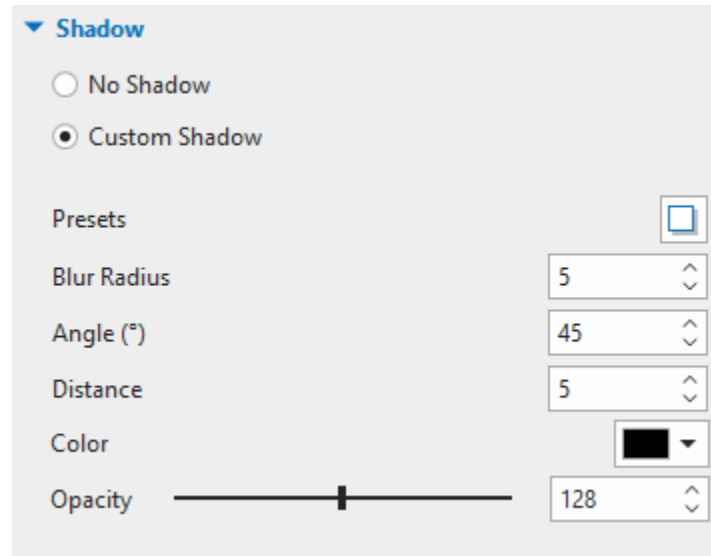 Shadow
No Shadow
Custom Shadow
Presets
Blur Radius 5
Angle (°) 45
Distance 5
Color
Opacity 128